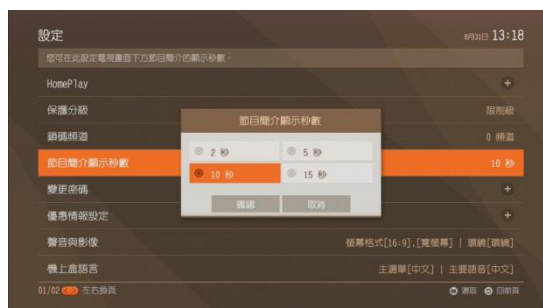 設定
8月31日 13:18
您可在此設定電視畫面下方節目簡介的顯示秒數。
HomePlay +
保護分級 限制級
鎖碼頻道 0 頻道
節目簡介顯示秒數 10 秒
變更密碼 +
優惠情報設定 +
聲音與影像 螢幕格式[16:9],[寬螢幕] | 環繞[環繞]
機上盒語言 主選單[中文] | 主要語音[中文]
01/02 左右換頁
選取 回前頁
節目簡介顯示秒數
2 秒
5 秒
10 秒
15 秒
確認
取消